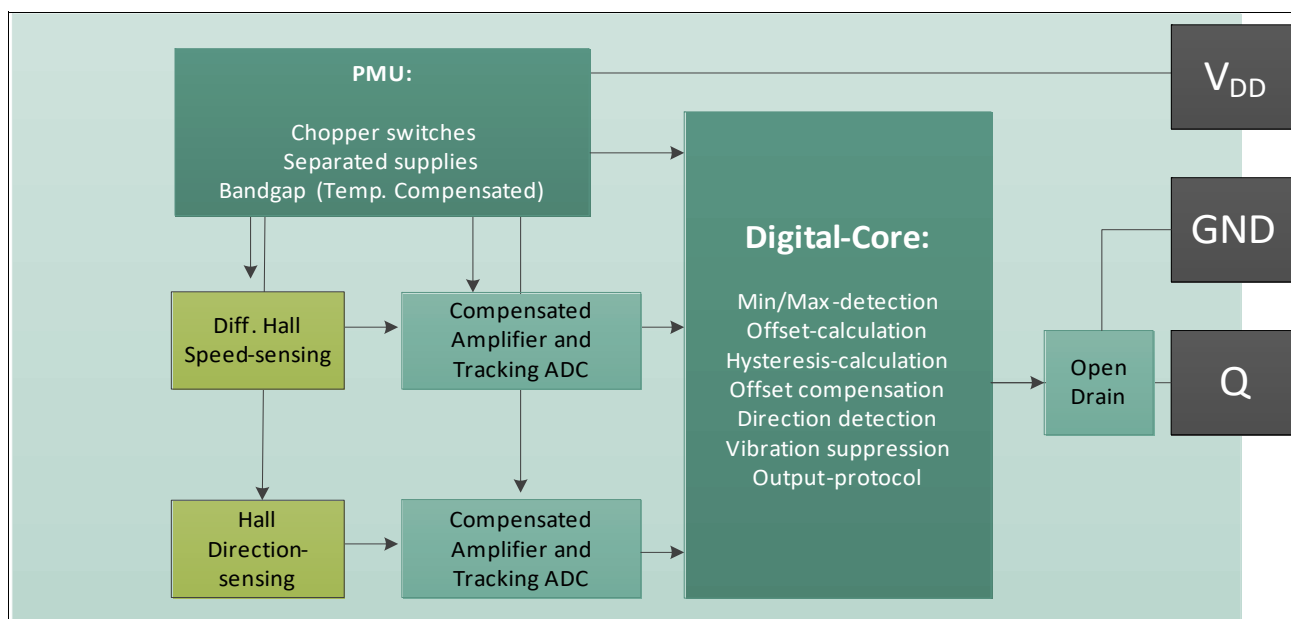 PMU:
Chopper switches
Separated supplies
Bandgap (Temp. Compensated)
V_DD
GND
Digital-Core:
Min/Max-detection
Offset-calculation
Hysteresis-calculation
Offset compensation
Direction detection
Vibration suppression
Output-protocol
Diff. Hall
Speed-sensing
Compensated
Amplifier and
Tracking ADC
Open
Drain
Q
Hall
Direction-
sensing
Compensated
Amplifier and
Tracking ADC